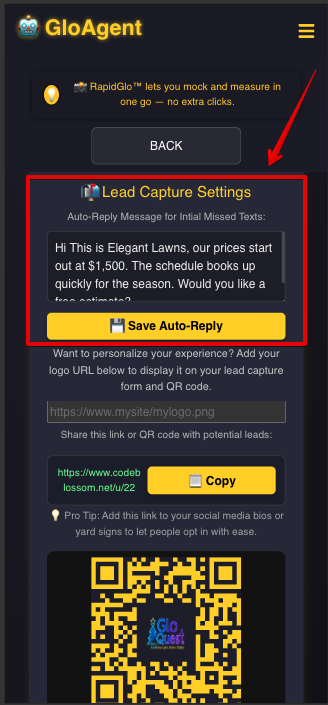 GloAgent
RapidGlo™ lets you mock and measure in
one go — no extra clicks.
BACK
Lead Capture Settings
Auto-Reply Message for Intial Missed Texts:
Hi This is Elegant Lawns, our prices start
out at $1,500. The schedule books up
quickly for the season. Would you like a
free estimate?
Save Auto-Reply
Want to personalize your experience? Add your
logo URL below to display it on your lead capture
form and QR code.
https://www.mysite/mylogo.png
Share this link or QR code with potential leads:
https://www.codeb
lossom.net/u/22
Copy
Pro Tip: Add this link to your social media bios or
yard signs to let people opt in with ease.
Glo
Quest